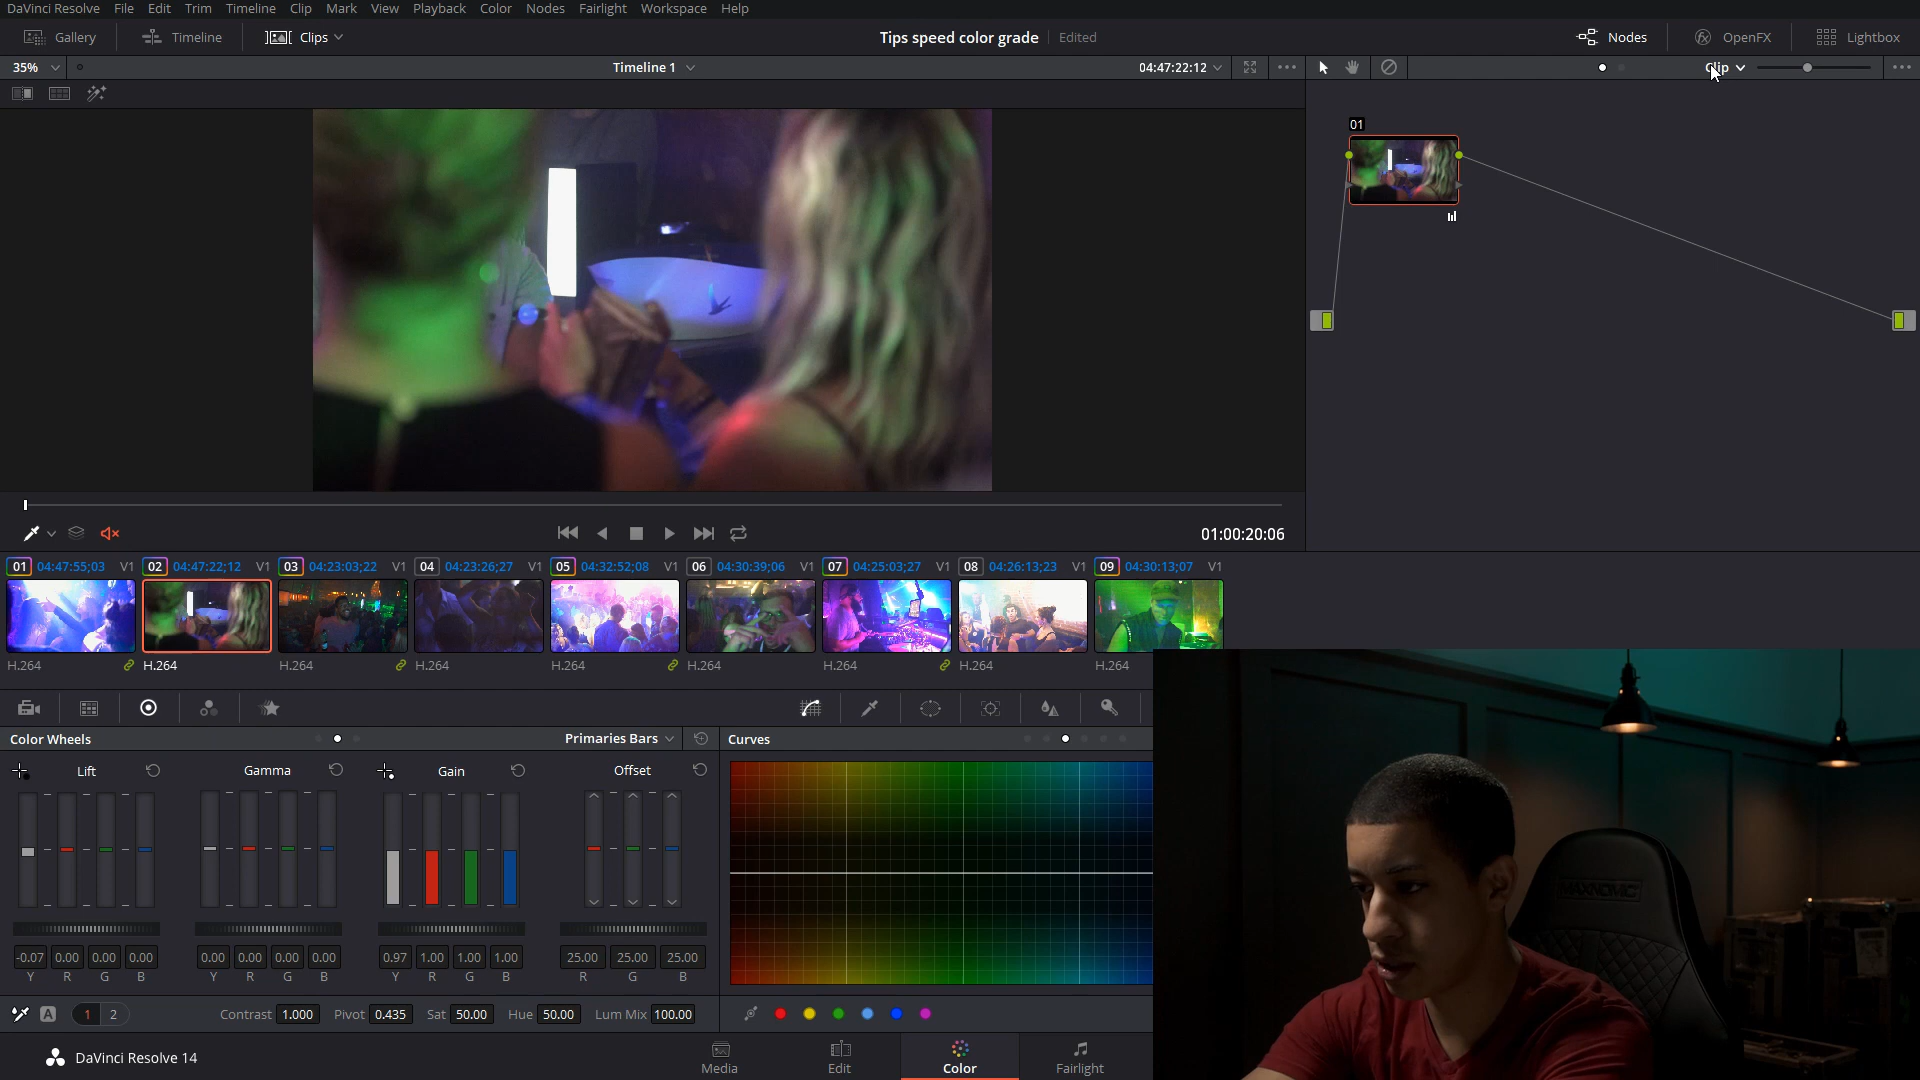 DaVinci Resolve File Edit Trim Timeline Clip Mark View Playback Color Nodes Fairlight Workspace Help
Gallery Timeline Clips Tips speed color grade Edited Nodes OpenFX Lightbox
35% Timeline 1 04:47:22:12 Clip
01
01:00:20:06
01 04:47:55;03 V1 02 04:47:22;12 V1 03 04:23:03;22 V1 04 04:23:26;27 V1 05 04:32:52;08 V1 06 04:30:39;06 V1 07 04:25:03;27 V1 08 04:26:13;23 V1 09 04:30:13;07 V1
H.264 H.264 H.264 H.264 H.264 H.264 H.264 H.264 H.264
Color Wheels Primaries Bars Curves
Lift Gamma Gain Offset
-0.07 0.00 0.00 0.00 0.00 0.00 0.00 0.00 0.97 1.00 1.00 1.00 25.00 25.00 25.00
Y R G B Y R G B Y R G B R G B
A 1 2 Contrast 1.000 Pivot 0.435 Sat 50.00 Hue 50.00 Lum Mix 100.00
DaVinci Resolve 14
Media Edit Color Fairlight
MAXNOMIC